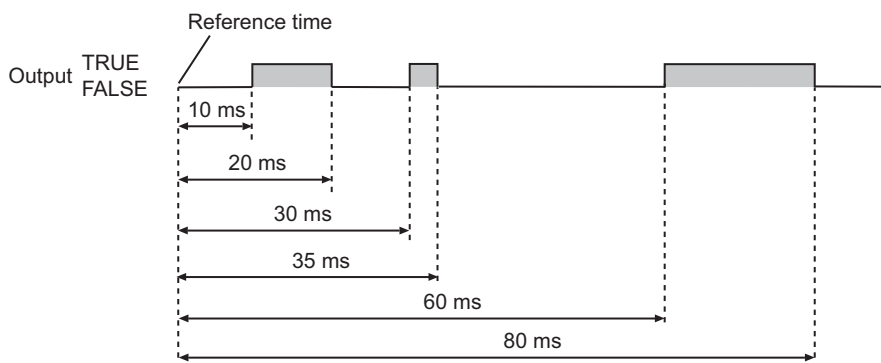 Reference time
Output TRUE
FALSE
10 ms
20 ms
30 ms
35 ms
60 ms
80 ms